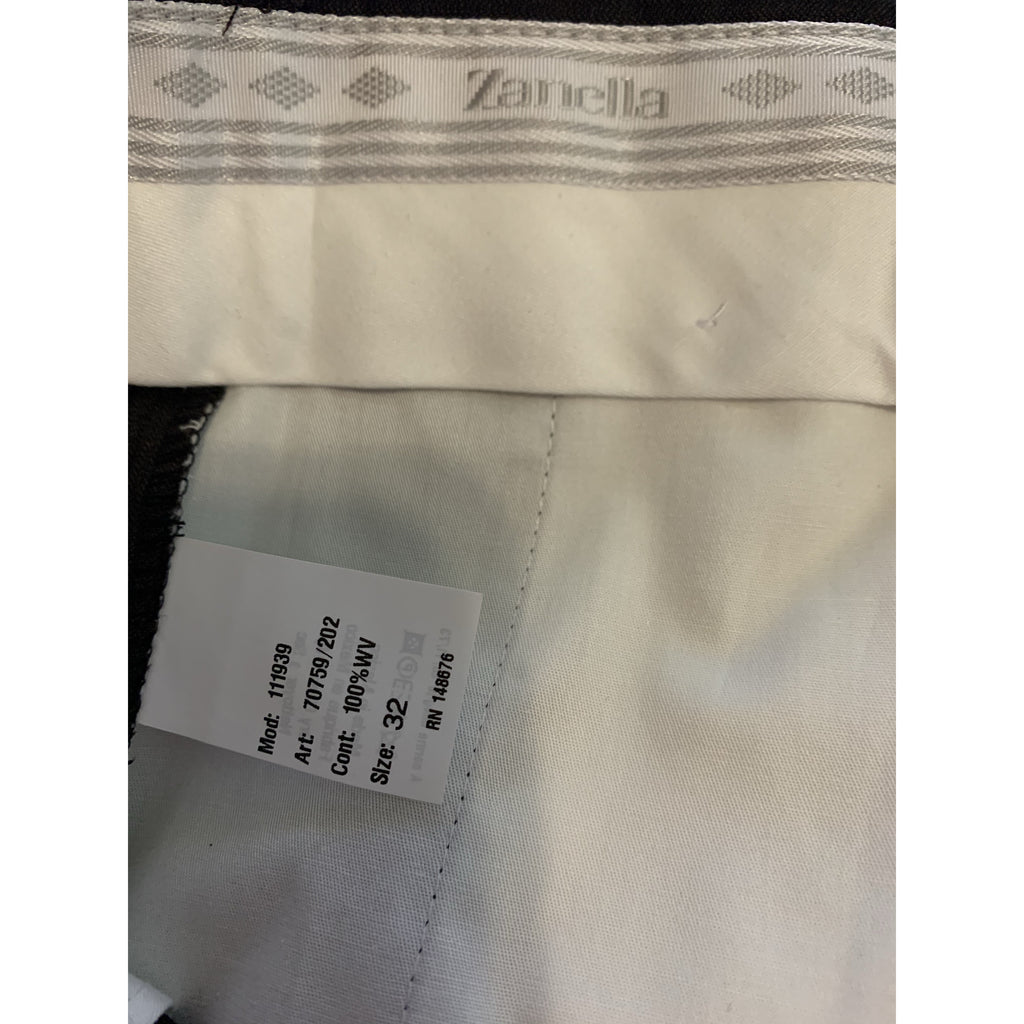 Zanella
Mod: 111939
Art: 70759/202
Cont: 100%WV
Size: 32
RN 148676